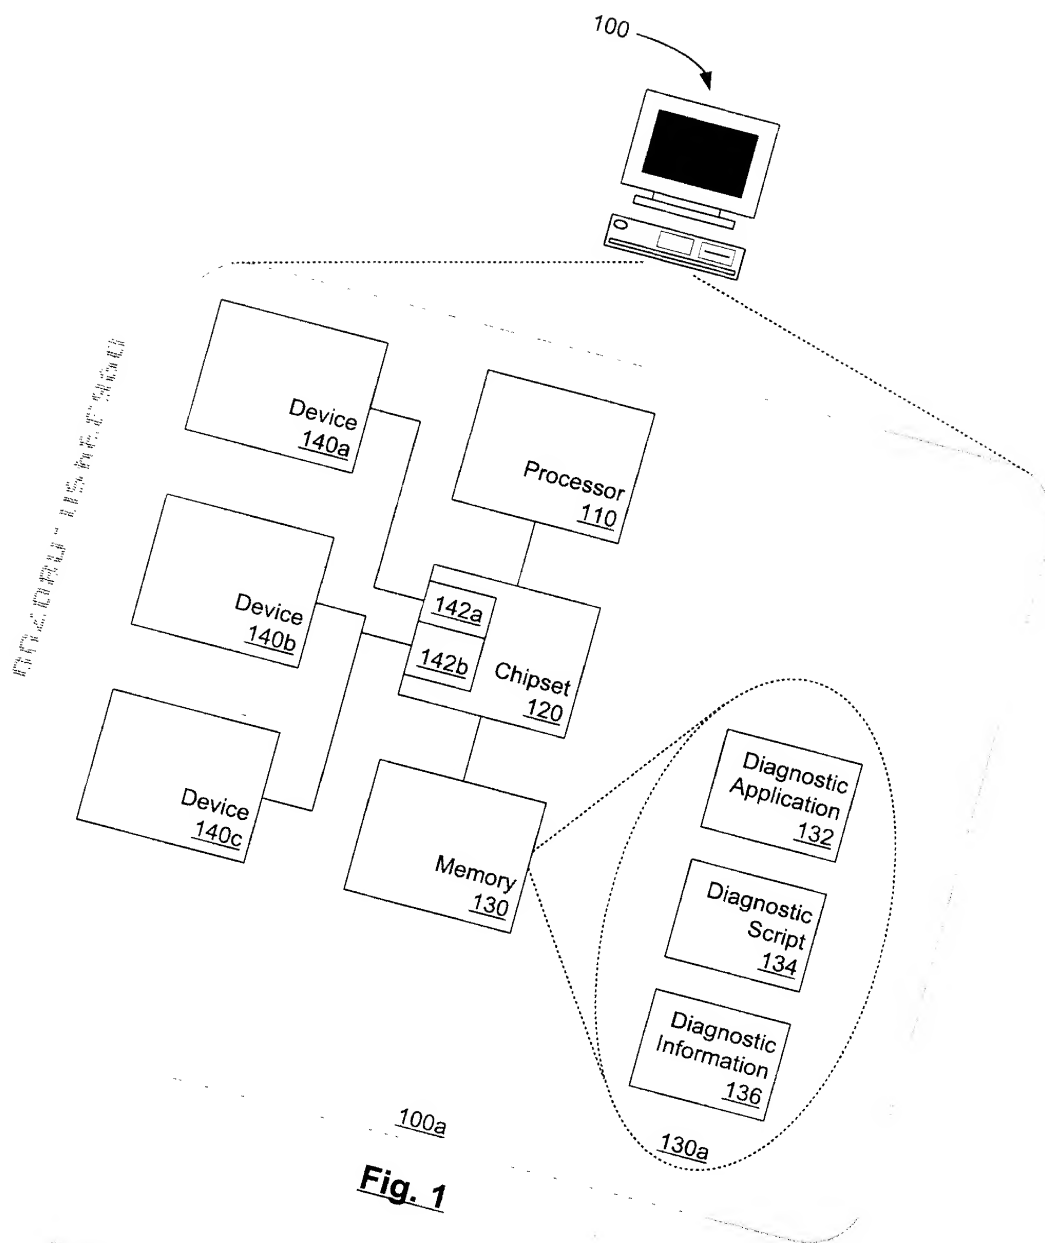 100
Device
140a
Processor
110
Device
140b
142a
142b
Chipset
120
Device
140c
Memory
130
Diagnostic
Application
132
Diagnostic
Script
134
Diagnostic
Information
136
130a
100a
Fig. 1